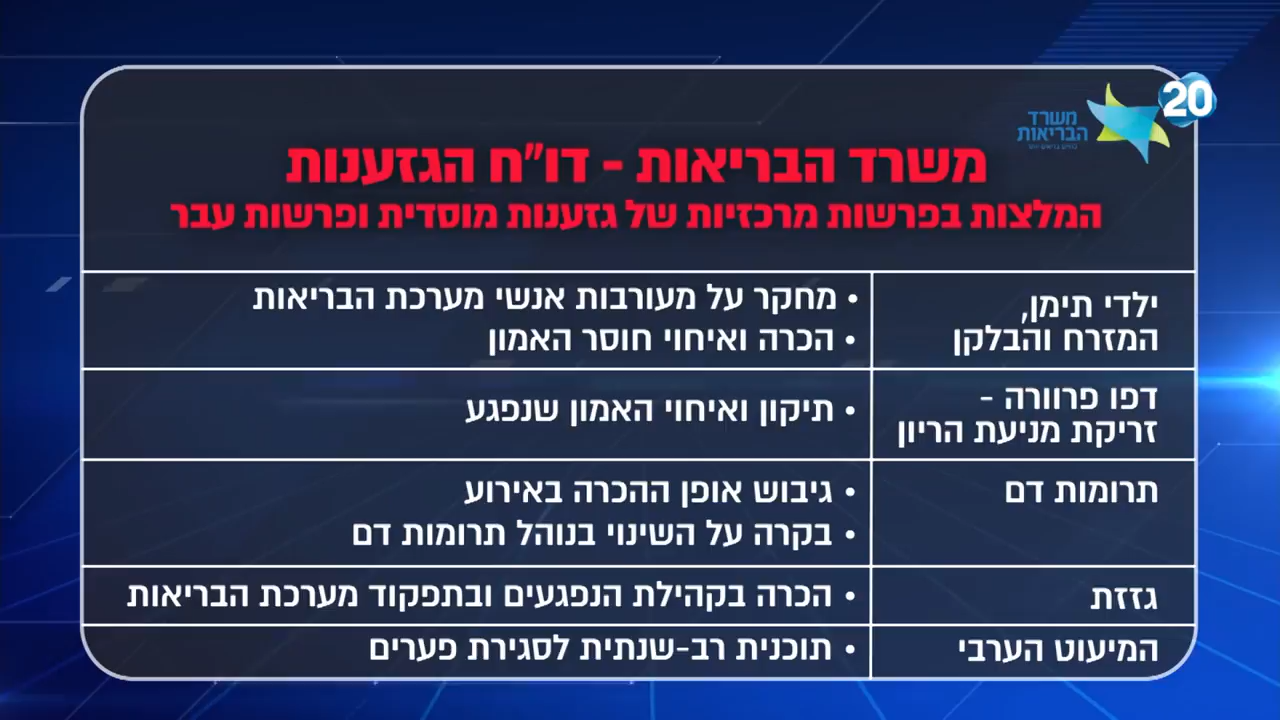 20
משרד
הבריאות
משרד הבריאות - דו"ח הגזענות
המלצות בפרשות מרכזיות של גזענות מוסדית ופרשות עבר
ילדי תימן,
המזרח והבלקן
• מחקר על מעורבות אנשי מערכת הבריאות
• הכרה ואיחוי חוסר האמון
דפו פרוורה -
זריקת מניעת הריון
• תיקון ואיחוי האמון שנפגע
תרומות דם
• גיבוש אופן ההכרה באירוע
• בקרה על השינוי בנוהל תרומות דם
גזזת
• הכרה בקהילת הנפגעים ובתפקוד מערכת הבריאות
המיעוט הערבי
• תוכנית רב-שנתית לסגירת פערים